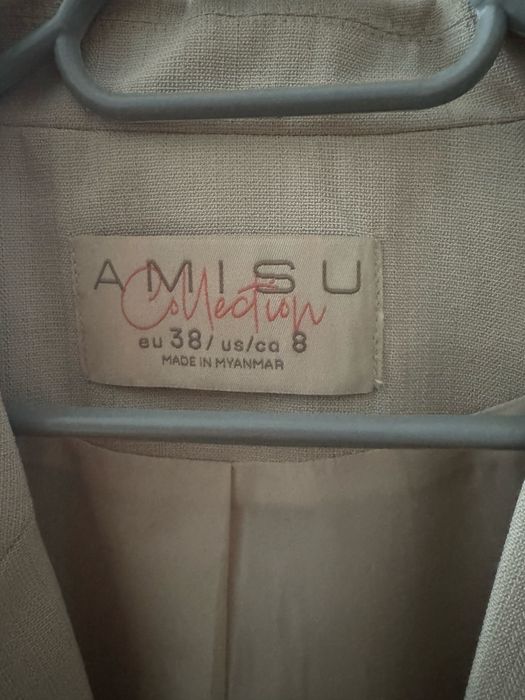 AMISU
Collection
eu 38/ us/ca 8
MADE IN MYANMAR